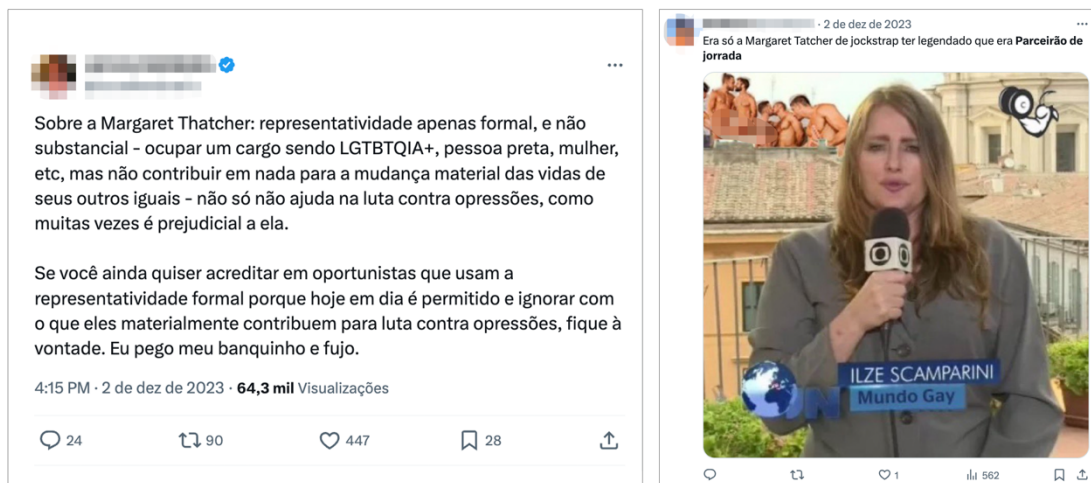 Sobre a Margaret Thatcher: representatividade apenas formal, e não
substancial - ocupar um cargo sendo LGTBTQIA+, pessoa preta, mulher,
etc, mas não contribuir em nada para a mudança material das vidas de
seus outros iguais - não só não ajuda na luta contra opressões, como
muitas vezes é prejudicial a ela.
Se você ainda quiser acreditar em oportunistas que usam a
representatividade formal porque hoje em dia é permitido e ignorar com
o que eles materialmente contribuem para luta contra opressões, fique à
vontade. Eu pego meu banquinho e fujo.
4:15 PM · 2 de dez de 2023 · 64,3 mil Visualizações
24 90 447 28
· 2 de dez de 2023
Era só a Margaret Tatcher de jockstrap ter legendado que era Parceirão de
jorrada
ILZE SCAMPARINI
JN Mundo Gay
1 562